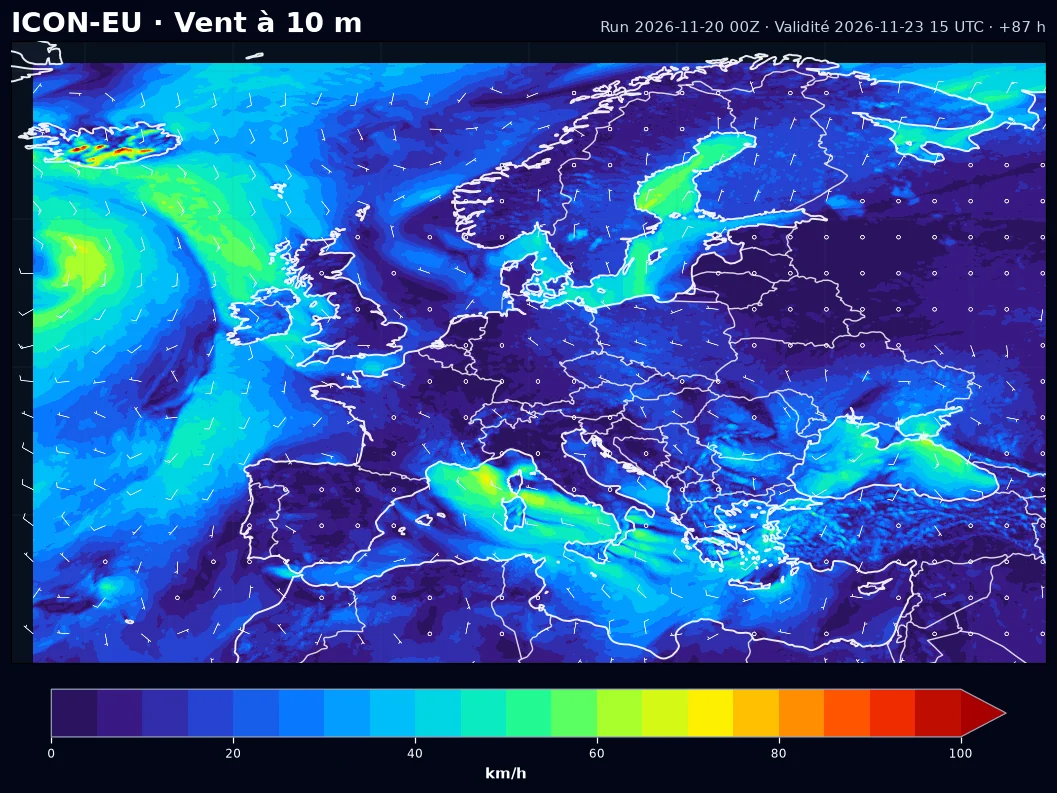 ICON-EU · Vent à 10 m
Run 2026-11-20 00Z · Validité 2026-11-23 15 UTC · +87 h
0 20 40 60 80 100
km/h